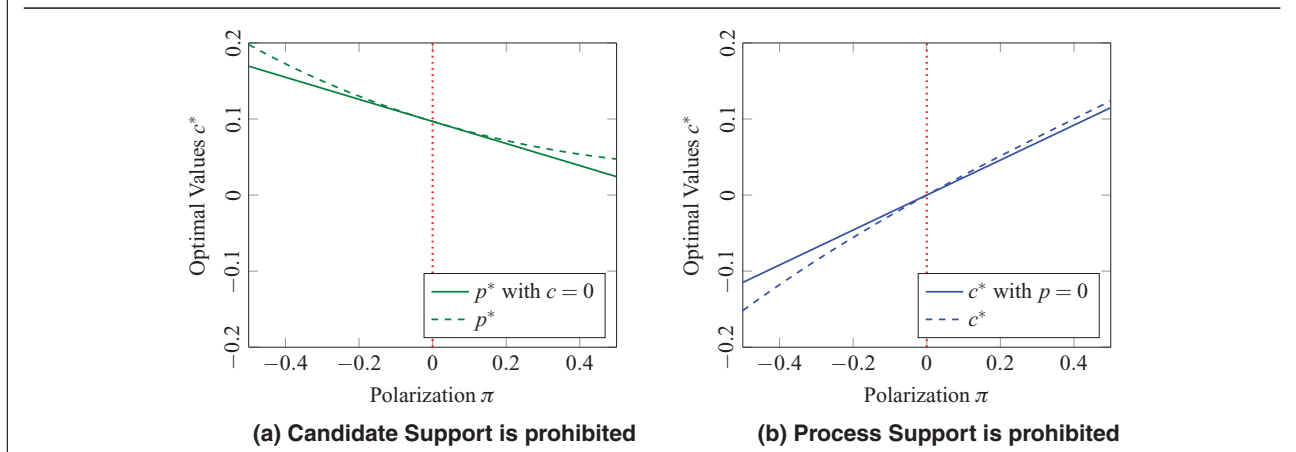 0.2
0.1
0
−0.1
−0.2
Optimal Values c*
p* with c = 0
p*
−0.4 −0.2 0 0.2 0.4
Polarization π
(a) Candidate Support is prohibited
0.2
0.1
0
−0.1
−0.2
Optimal Values c*
c* with p = 0
c*
−0.4 −0.2 0 0.2 0.4
Polarization π
(b) Process Support is prohibited